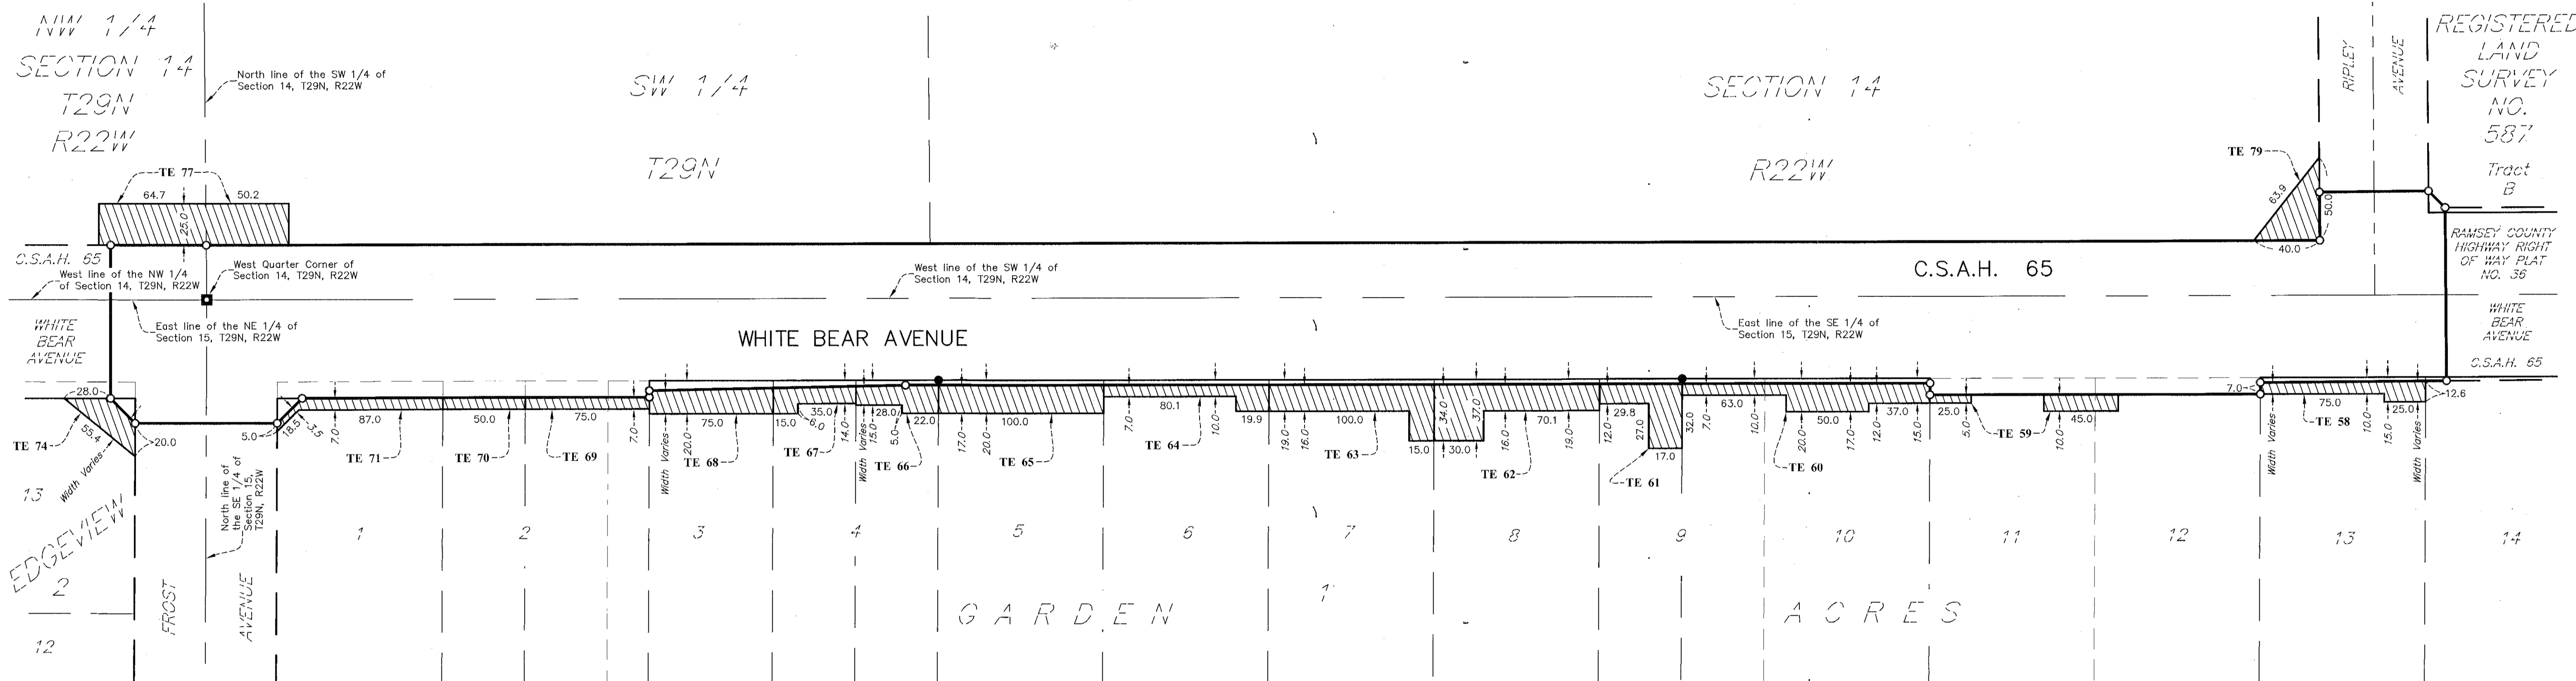 NW 1/4
SECTION 14
T29N
R22W
North line of the SW 1/4 of
Section 14, T29N, R22W
SW 1/4
T29N
SECTION 14
R22W
RIPLEY
AVENUE
REGISTERED
LAND
SURVEY
NO.
587
Tract
B
TE 77
64.7
50.2
25.0
TE 79
63.9
50.0
40.0
C.S.A.H. 65
West line of the NW 1/4
of Section 14, T29N, R22W
West Quarter Corner of
Section 14, T29N, R22W
West line of the SW 1/4 of
Section 14, T29N, R22W
C.S.A.H. 65
RAMSEY COUNTY
HIGHWAY RIGHT
OF WAY PLAT
NO. 36
WHITE
BEAR
AVENUE
East line of the NE 1/4 of
Section 15, T29N, R22W
WHITE BEAR AVENUE
East line of the SE 1/4 of
Section 15, T29N, R22W
WHITE
BEAR
AVENUE
C.S.A.H. 65
28.0
55.4
20.0
Width Varies
TE 74
5.0
18.5
3.5
7.0
87.0
TE 71
50.0
TE 70
75.0
TE 69
7.0
Width Varies
20.0
75.0
TE 68
15.0
6.0
35.0
TE 67
14.0
Width Varies
15.0
28.0
5.0
TE 66
22.0
17.0
20.0
100.0
TE 65
7.0
80.1
TE 64
10.0
19.9
19.0
16.0
100.0
TE 63
15.0
34.0
30.0
37.0
16.0
TE 62
70.1
19.0
12.0
29.8
27.0
TE 61
17.0
32.0
7.0
63.0
10.0
20.0
TE 60
50.0
17.0
12.0
37.0
15.0
25.0
5.0
TE 59
10.0
45.0
7.0
Width Varies
75.0
TE 58
10.0
15.0
25.0
Width Varies
12.6
13
EDGEVIEW
2
12
FROST
AVENUE
North line of
the SE 1/4 of
Section 15,
T29N, R22W
1
2
3
4
5
6
7
8
9
10
11
12
13
14
1
GARDEN ACRES